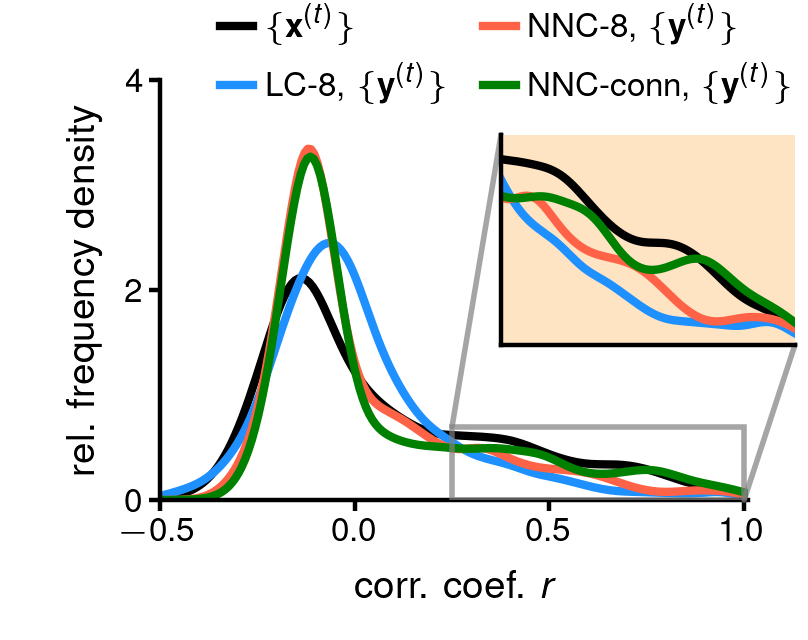 {x^(t)} NNC-8, {y^(t)}
LC-8, {y^(t)} NNC-conn, {y^(t)}
4
2
0
rel. frequency density
−0.5 0.0 0.5 1.0
corr. coef. r